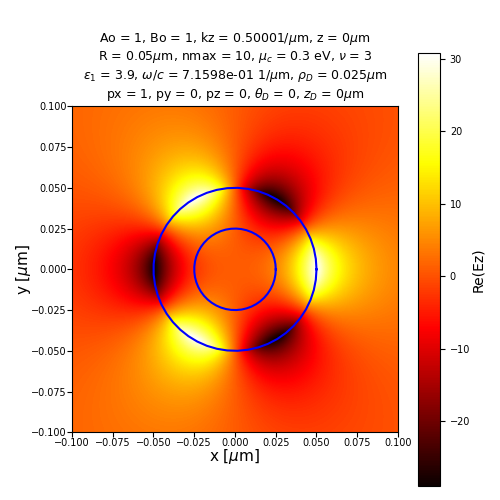 Ao = 1, Bo = 1, kz = 0.50001/μm, z = 0μm
R = 0.05μm, nmax = 10, μc = 0.3 eV, ν = 3
ε1 = 3.9, ω/c = 7.1598e-01 1/μm, ρD = 0.025μm
px = 1, py = 0, pz = 0, θD = 0, zD = 0μm
0.100
0.075
0.050
0.025
0.000
−0.025
−0.050
−0.075
−0.100
y [μm]
−0.100 −0.075 −0.050 −0.025 0.000 0.025 0.050 0.075 0.100
x [μm]
30
20
10
0
−10
−20
Re(Ez)